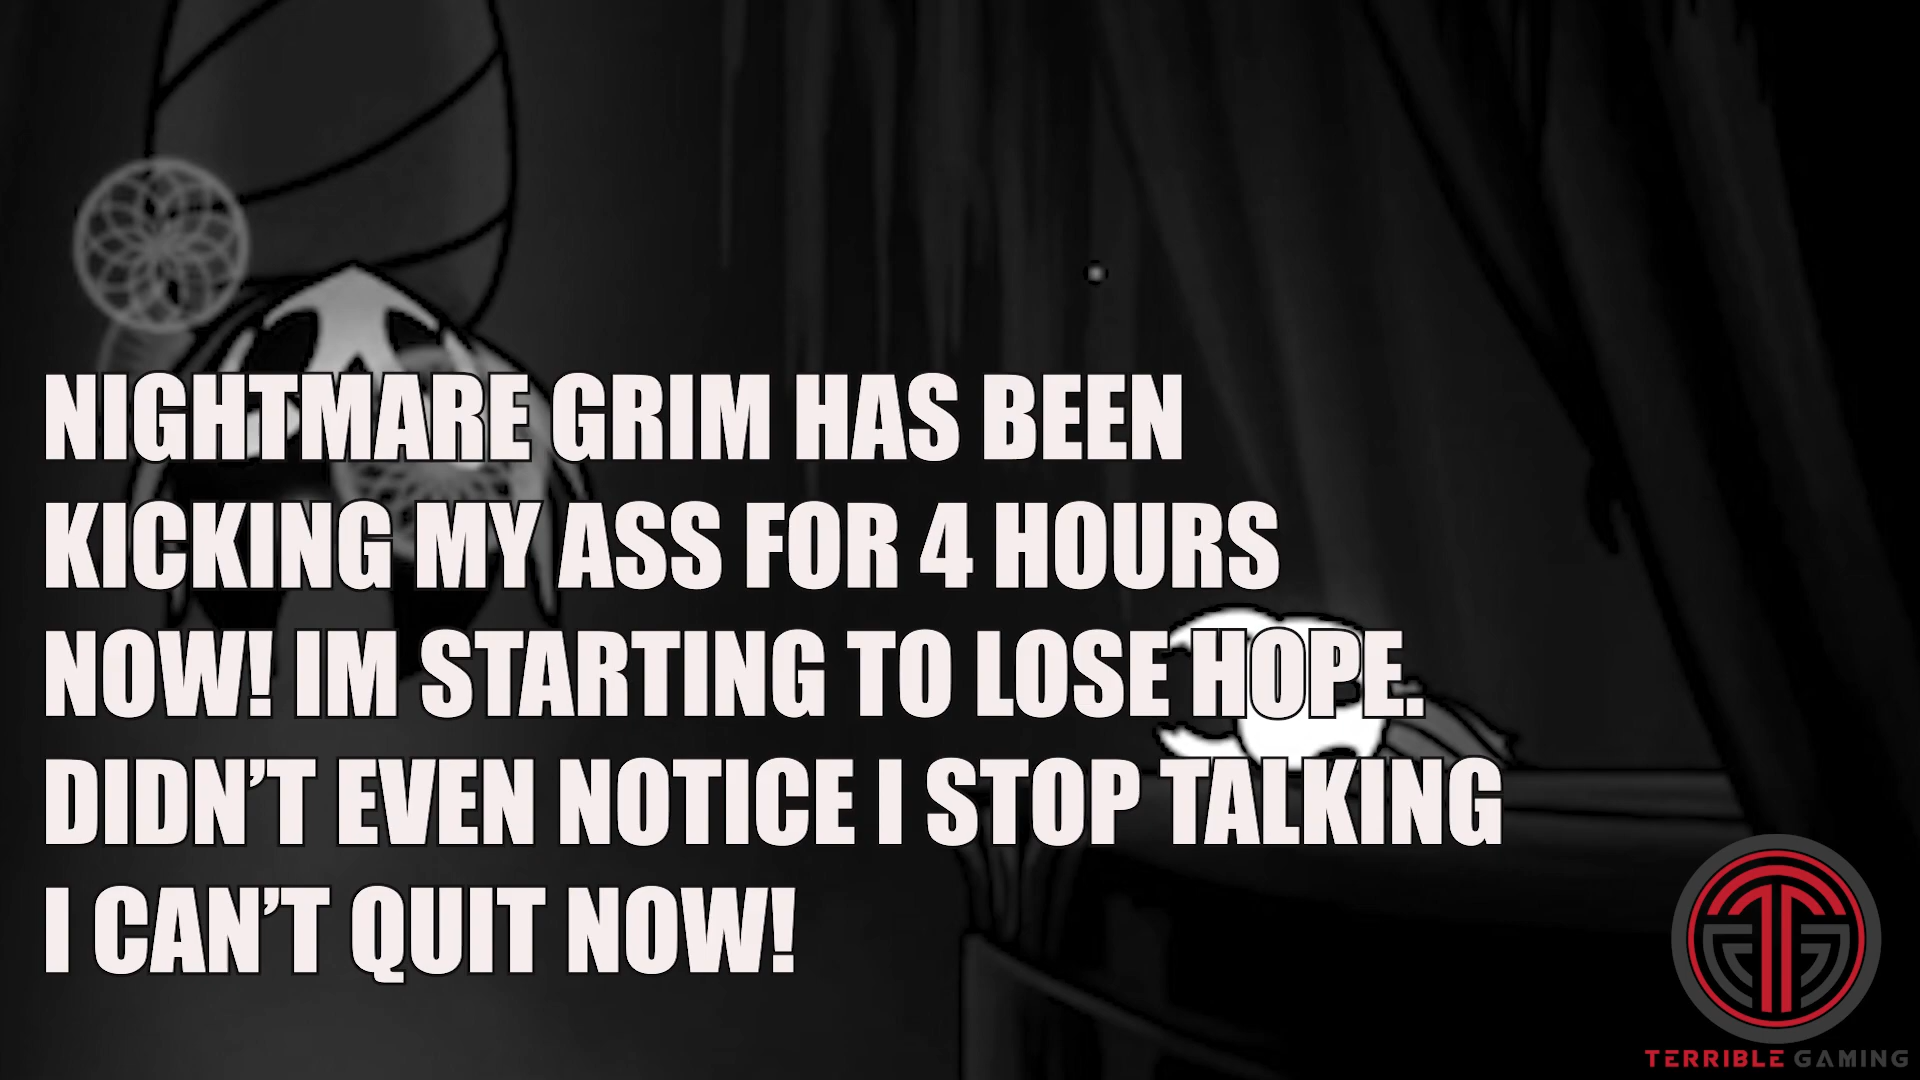 NIGHTMARE GRIM HAS BEEN
KICKING MY ASS FOR 4 HOURS
NOW! IM STARTING TO LOSE HOPE.
DIDN'T EVEN NOTICE I STOP TALKING
I CAN'T QUIT NOW!
TERRIBLE GAMING